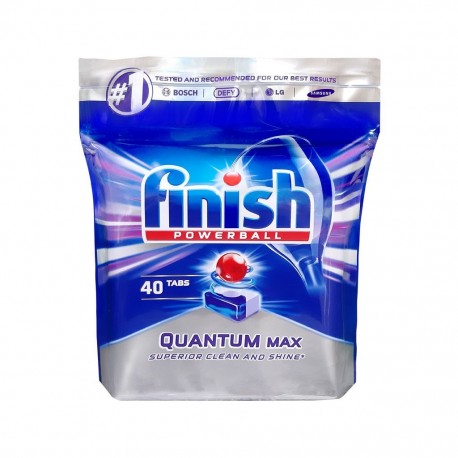 #1
TESTED AND RECOMMENDED FOR OUR BEST RESULTS
BOSCH DEFY LG SAMSUNG
finish
POWERBALL
40 TABS
QUANTUM MAX
SUPERIOR CLEAN AND SHINE*